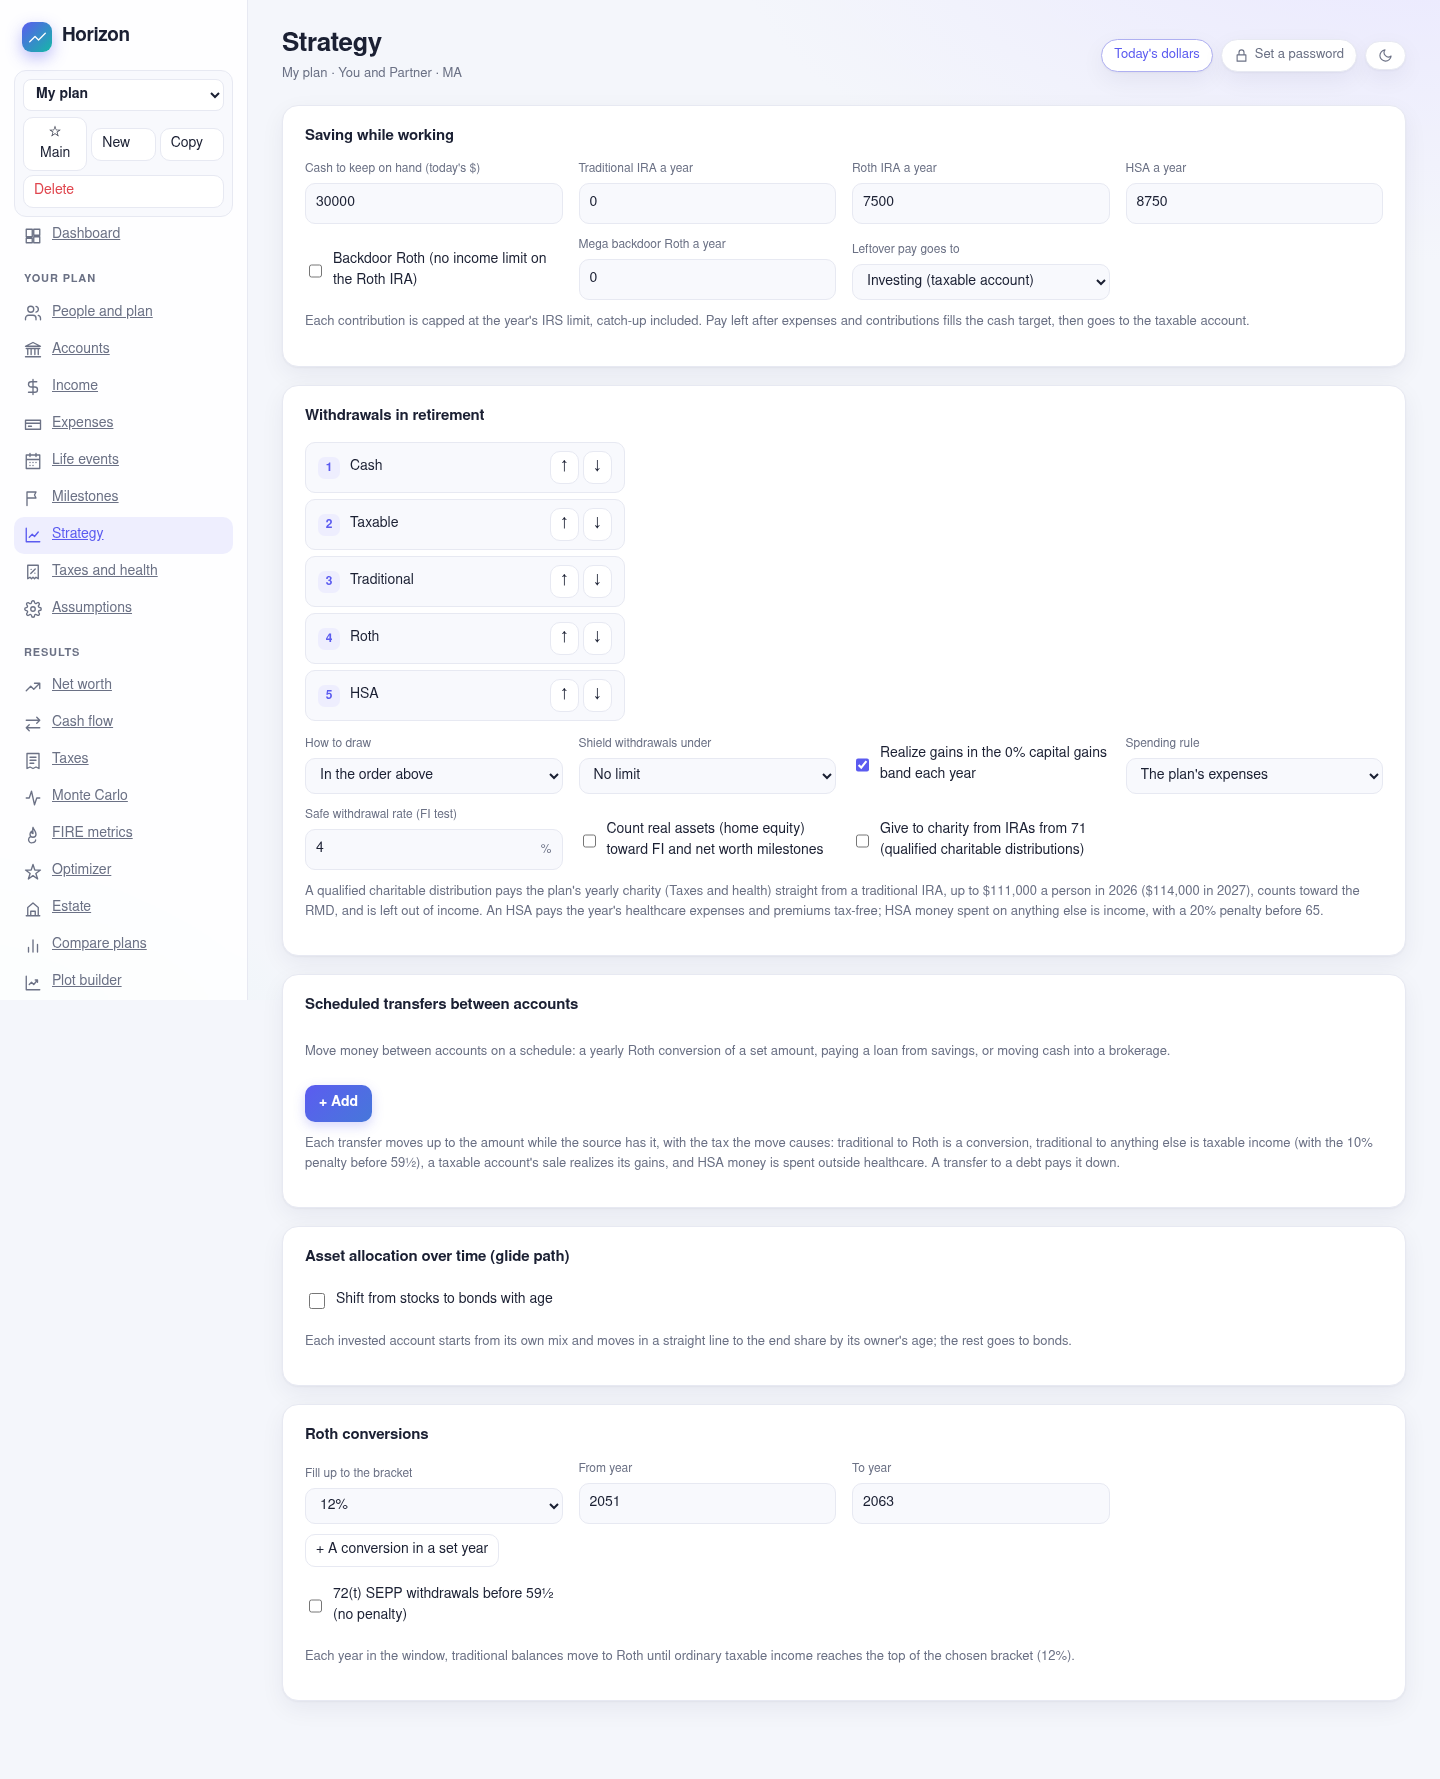 Horizon
My plan
☆
Main
New
Copy
Delete
Dashboard
YOUR PLAN
People and plan
Accounts
Income
Expenses
Life events
Milestones
Strategy
Taxes and health
Assumptions
RESULTS
Net worth
Cash flow
Taxes
Monte Carlo
FIRE metrics
Optimizer
Estate
Compare plans
Plot builder
Strategy
My plan · You and Partner · MA
Today's dollars
Set a password
Saving while working
Cash to keep on hand (today's $)
30000
Traditional IRA a year
0
Roth IRA a year
7500
HSA a year
8750
Backdoor Roth (no income limit on
the Roth IRA)
Mega backdoor Roth a year
0
Leftover pay goes to
Investing (taxable account)
Each contribution is capped at the year's IRS limit, catch-up included. Pay left after expenses and contributions fills the cash target, then goes to the taxable account.
Withdrawals in retirement
1 Cash ↑ ↓
2 Taxable ↑ ↓
3 Traditional ↑ ↓
4 Roth ↑ ↓
5 HSA ↑ ↓
How to draw
In the order above
Shield withdrawals under
No limit
Realize gains in the 0% capital gains
band each year
Spending rule
The plan's expenses
Safe withdrawal rate (FI test)
4 %
Count real assets (home equity)
toward FI and net worth milestones
Give to charity from IRAs from 71
(qualified charitable distributions)
A qualified charitable distribution pays the plan's yearly charity (Taxes and health) straight from a traditional IRA, up to $111,000 a person in 2026 ($114,000 in 2027), counts toward the
RMD, and is left out of income. An HSA pays the year's healthcare expenses and premiums tax-free; HSA money spent on anything else is income, with a 20% penalty before 65.
Scheduled transfers between accounts
Move money between accounts on a schedule: a yearly Roth conversion of a set amount, paying a loan from savings, or moving cash into a brokerage.
+ Add
Each transfer moves up to the amount while the source has it, with the tax the move causes: traditional to Roth is a conversion, traditional to anything else is taxable income (with the 10%
penalty before 59½), a taxable account's sale realizes its gains, and HSA money is spent outside healthcare. A transfer to a debt pays it down.
Asset allocation over time (glide path)
Shift from stocks to bonds with age
Each invested account starts from its own mix and moves in a straight line to the end share by its owner's age; the rest goes to bonds.
Roth conversions
Fill up to the bracket
12%
From year
2051
To year
2063
+ A conversion in a set year
72(t) SEPP withdrawals before 59½
(no penalty)
Each year in the window, traditional balances move to Roth until ordinary taxable income reaches the top of the chosen bracket (12%).